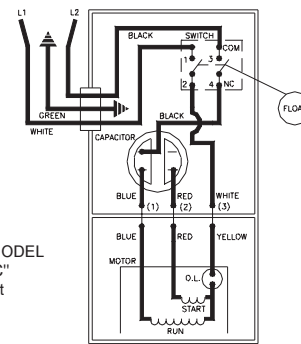 L1 L2
BLACK SWITCH
COM
1 3
2 4 NC
FLOA
GREEN
WHITE
BLACK
CAPACITOR
BLUE RED WHITE
(1) (2) (3)
BLUE RED YELLOW
ODEL
C"
t
MOTOR
O.L.
START
RUN